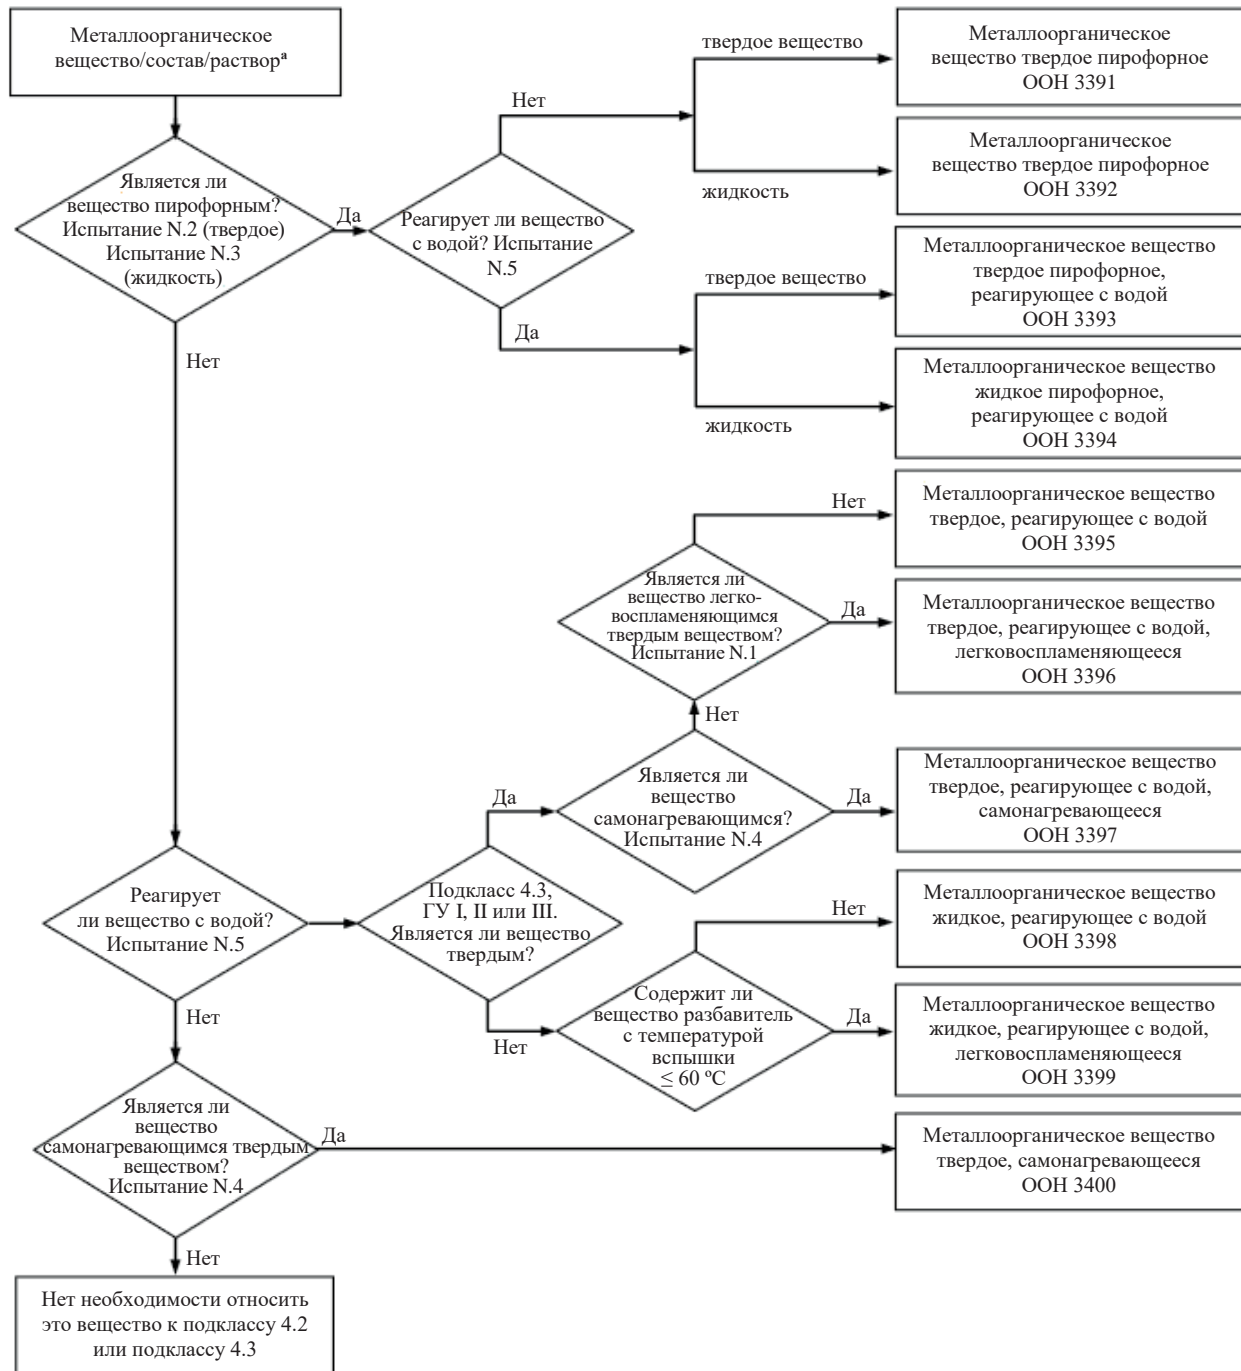 Металлоорганическое
вещество/состав/растворª
твердое вещество
Металлоорганическое
вещество твердое пирофорное
ООН 3391
Нет
Металлоорганическое
вещество твердое пирофорное
ООН 3392
жидкость
Является ли
вещество пирофорным?
Испытание N.2 (твердое)
Испытание N.3
(жидкость)
Да
Реагирует ли вещество
с водой? Испытание
N.5
Металлоорганическое вещество
твердое пирофорное,
реагирующее с водой
ООН 3393
твердое вещество
Да
Нет
Металлоорганическое вещество
жидкое пирофорное,
реагирующее с водой
ООН 3394
жидкость
Нет
Металлоорганическое вещество
твердое, реагирующее с водой
ООН 3395
Является ли
вещество легко-
воспламеняющимся
твердым веществом?
Испытание N.1
Да
Металлоорганическое вещество
твердое, реагирующее с водой,
легковоспламеняющееся
ООН 3396
Нет
Является ли
вещество
самонагревающимся?
Испытание N.4
Да
Да
Металлоорганическое вещество
твердое, реагирующее с водой,
самонагревающееся
ООН 3397
Реагирует
ли вещество с водой?
Испытание N.5
Подкласс 4.3,
ГУ I, II или III.
Является ли вещество
твердым?
Нет
Металлоорганическое вещество
жидкое, реагирующее с водой
ООН 3398
Нет
Нет
Содержит ли
вещество разбавитель
с температурой
вспышки
≤ 60 ºC
Да
Металлоорганическое вещество
жидкое, реагирующее с водой,
легковоспламеняющееся
ООН 3399
Является ли
вещество
самонагревающимся твердым
веществом?
Испытание N.4
Да
Металлоорганическое вещество
твердое, самонагревающееся
ООН 3400
Нет
Нет необходимости относить
это вещество к подклассу 4.2
или подклассу 4.3